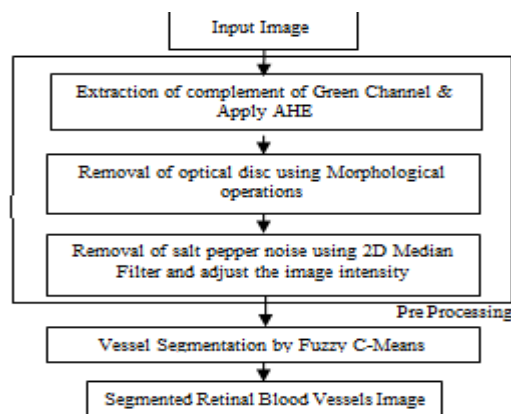 Input Image
Extraction of complement of Green Channel &
Apply AHE
Removal of optical disc using Morphological
operations
Removal of salt pepper noise using 2D Median
Filter and adjust the image intensity
Pre Processing
Vessel Segmentation by Fuzzy C-Means
Segmented Retinal Blood Vessels Image